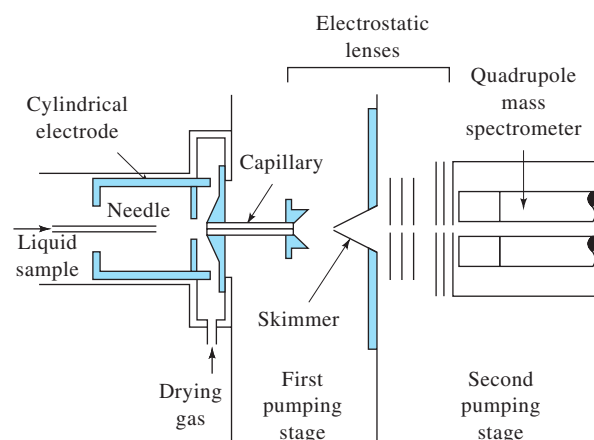 Electrostatic
lenses
Quadrupole
mass
spectrometer
Cylindrical
electrode
Capillary
Needle
Liquid
sample
Skimmer
Drying
gas
First
pumping
stage
Second
pumping
stage